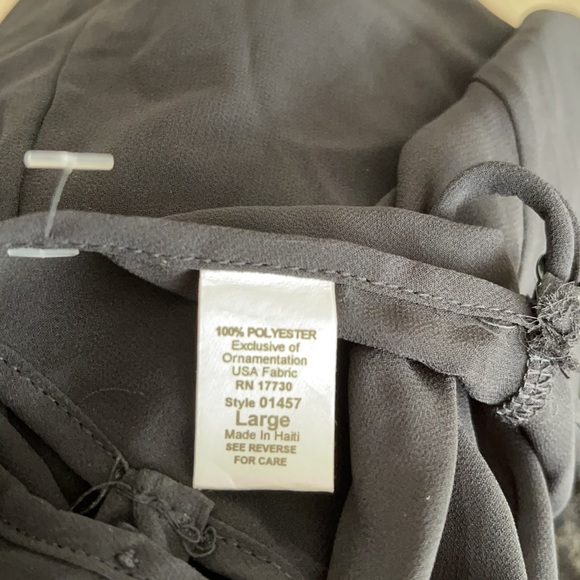 100% POLYESTER
Exclusive of
Ornamentation
USA Fabric
RN 17730
Style 01457
Large
Made In Haiti
SEE REVERSE
FOR CARE